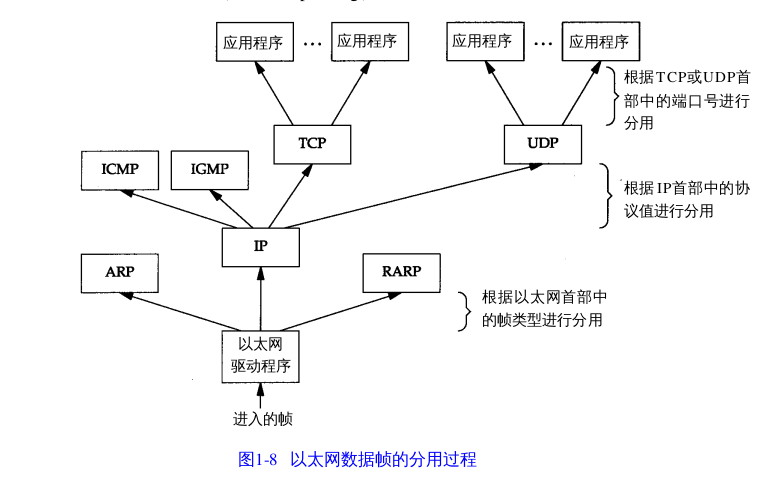 应用程序 … 应用程序 应用程序 … 应用程序
根据TCP或UDP首
部中的端口号进行
分用
TCP UDP
ICMP IGMP
根据IP首部中的协
议值进行分用
IP
ARP RARP
根据以太网首部中
的帧类型进行分用
以太网
驱动程序
进入的帧
图1-8 以太网数据帧的分用过程